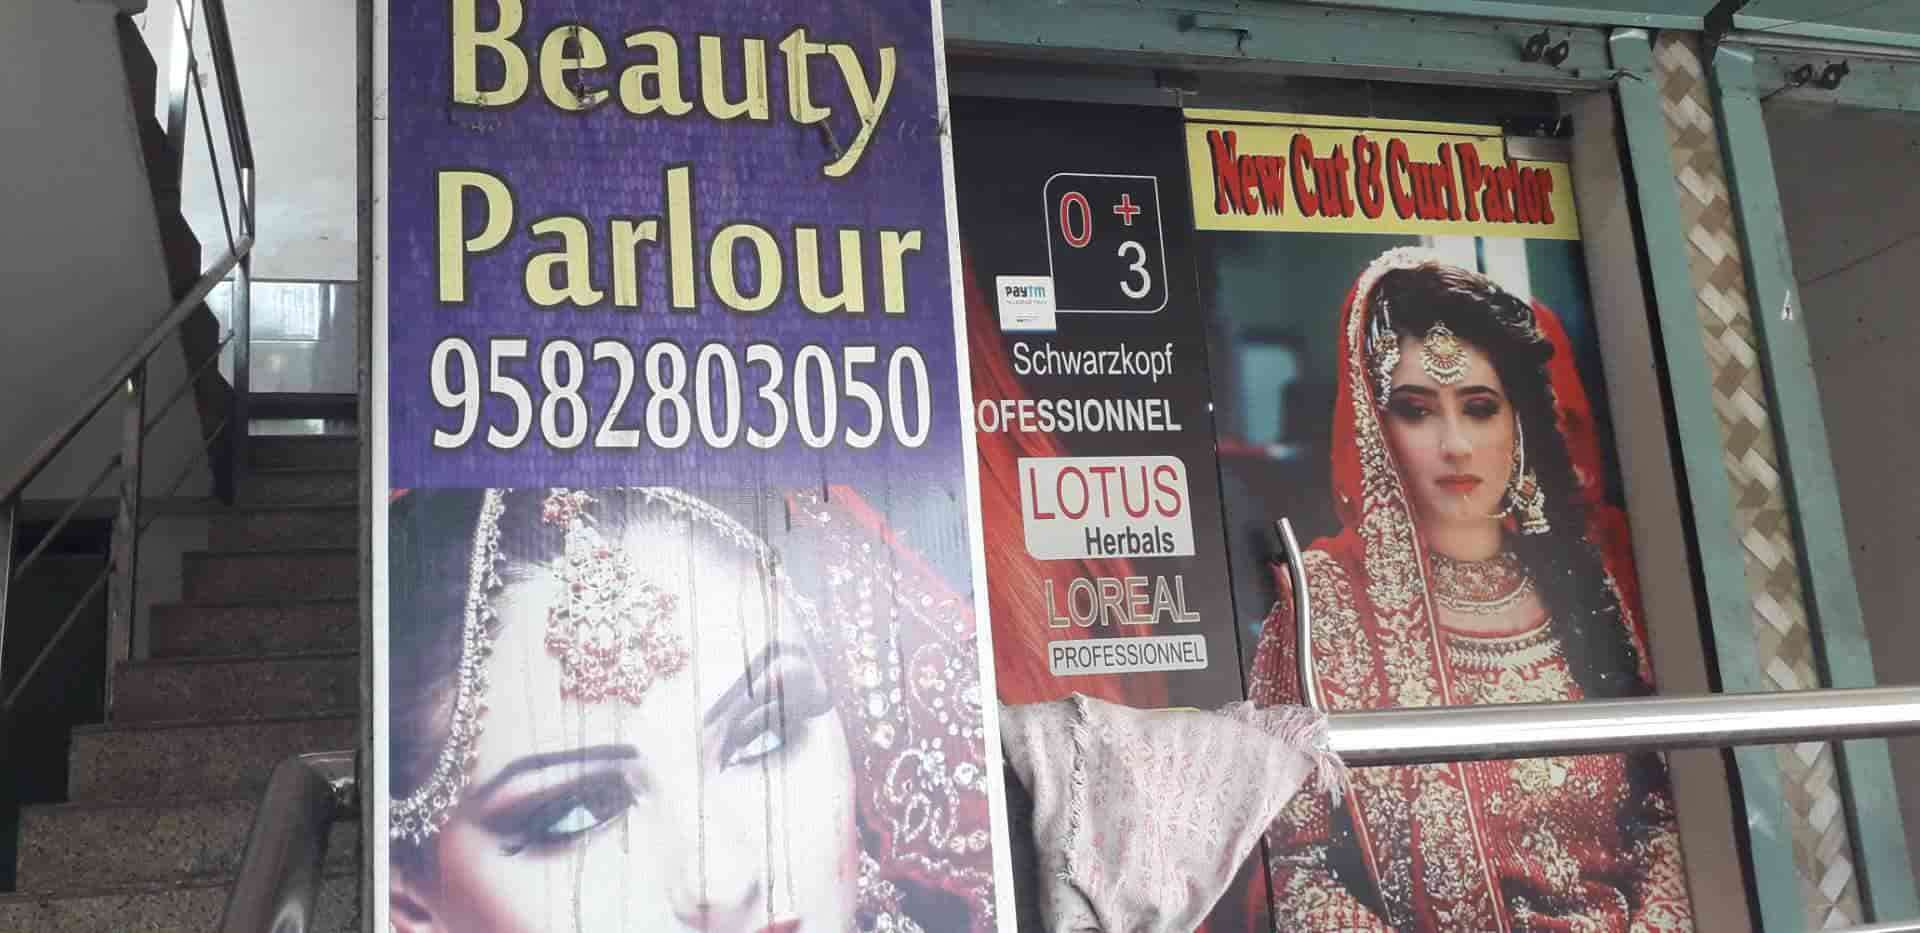 Beauty
Parlour
9582803050
0 +
3
paytm
Schwarzkopf
OFESSIONNEL
LOTUS
Herbals
LOREAL
PROFESSIONNEL
New Cut & Curl Parlor